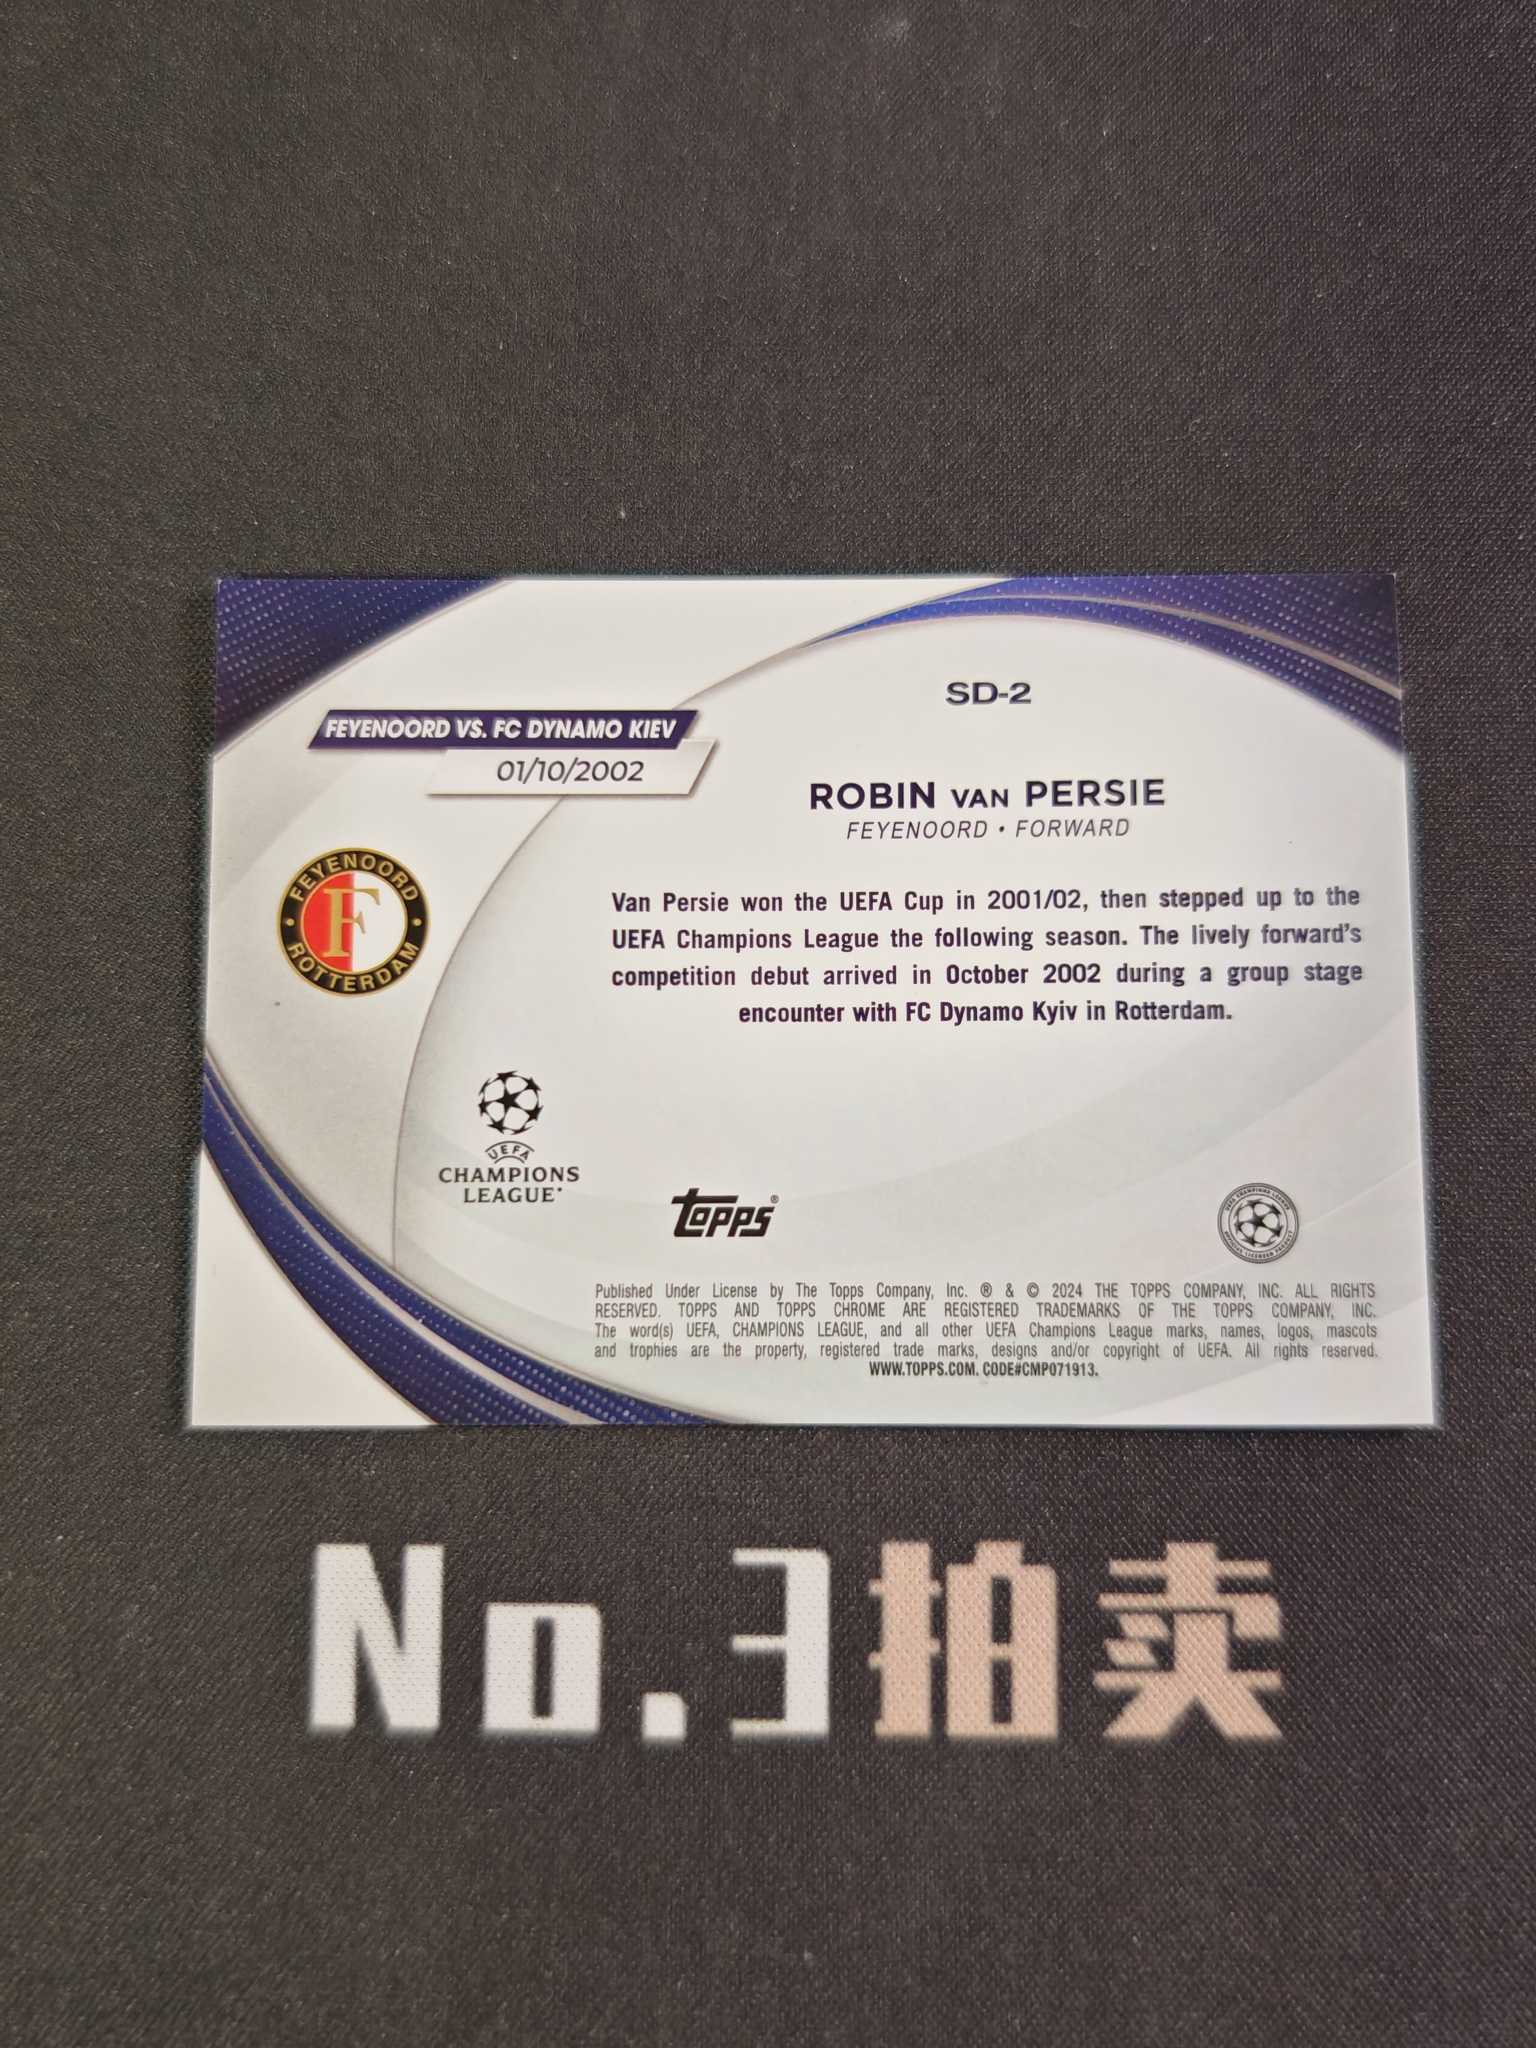 SD-2
FEYENOORD VS. FC DYNAMO KIEV
01/10/2002
ROBIN VAN PERSIE
FEYENOORD • FORWARD
FEYENOORD
F
ROTTERDAM
Van Persie won the UEFA Cup in 2001/02, then stepped up to the
UEFA Champions League the following season. The lively forward's
competition debut arrived in October 2002 during a group stage
encounter with FC Dynamo Kyiv in Rotterdam.
UEFA
CHAMPIONS
LEAGUE
Topps®
UEFA CHAMPIONS LEAGUE
OFFICIAL LICENSED PRODUCT
Published Under License by The Topps Company, Inc. ® & © 2024 THE TOPPS COMPANY, INC. ALL RIGHTS
RESERVED. TOPPS AND TOPPS CHROME ARE REGISTERED TRADEMARKS OF THE TOPPS COMPANY, INC.
The word(s) UEFA, CHAMPIONS LEAGUE, and all other UEFA Champions League marks, names, logos, mascots
and trophies are the property, registered trade marks, designs and/or copyright of UEFA. All rights reserved.
WWW.TOPPS.COM. CODE#CMP071913.
No.3拍卖